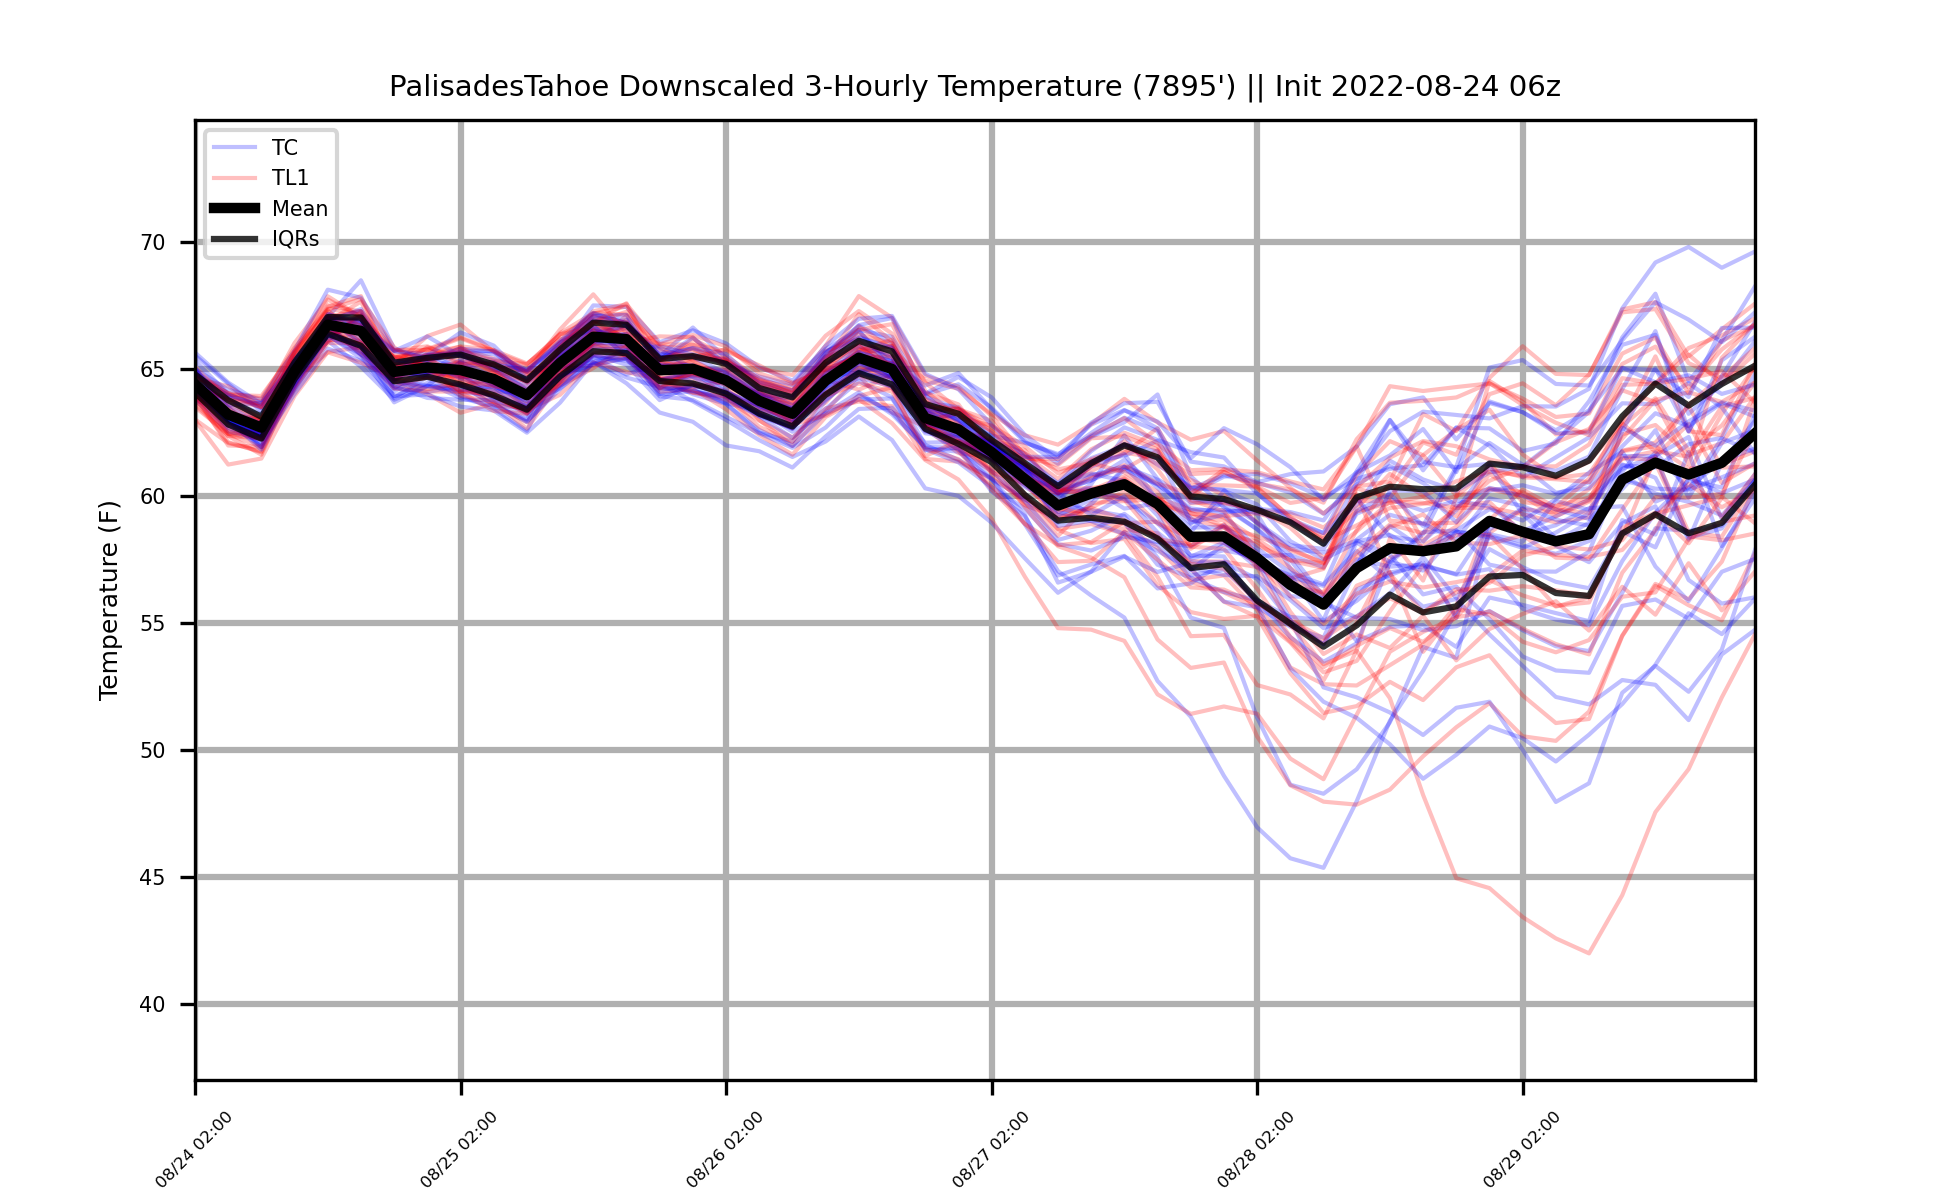 PalisadesTahoe Downscaled 3-Hourly Temperature (7895') || Init 2022-08-24 06z
TC
TL1
Mean
IQRs
Temperature (F)
70
65
60
55
50
45
40
08/24 02:00
08/25 02:00
08/26 02:00
08/27 02:00
08/28 02:00
08/29 02:00